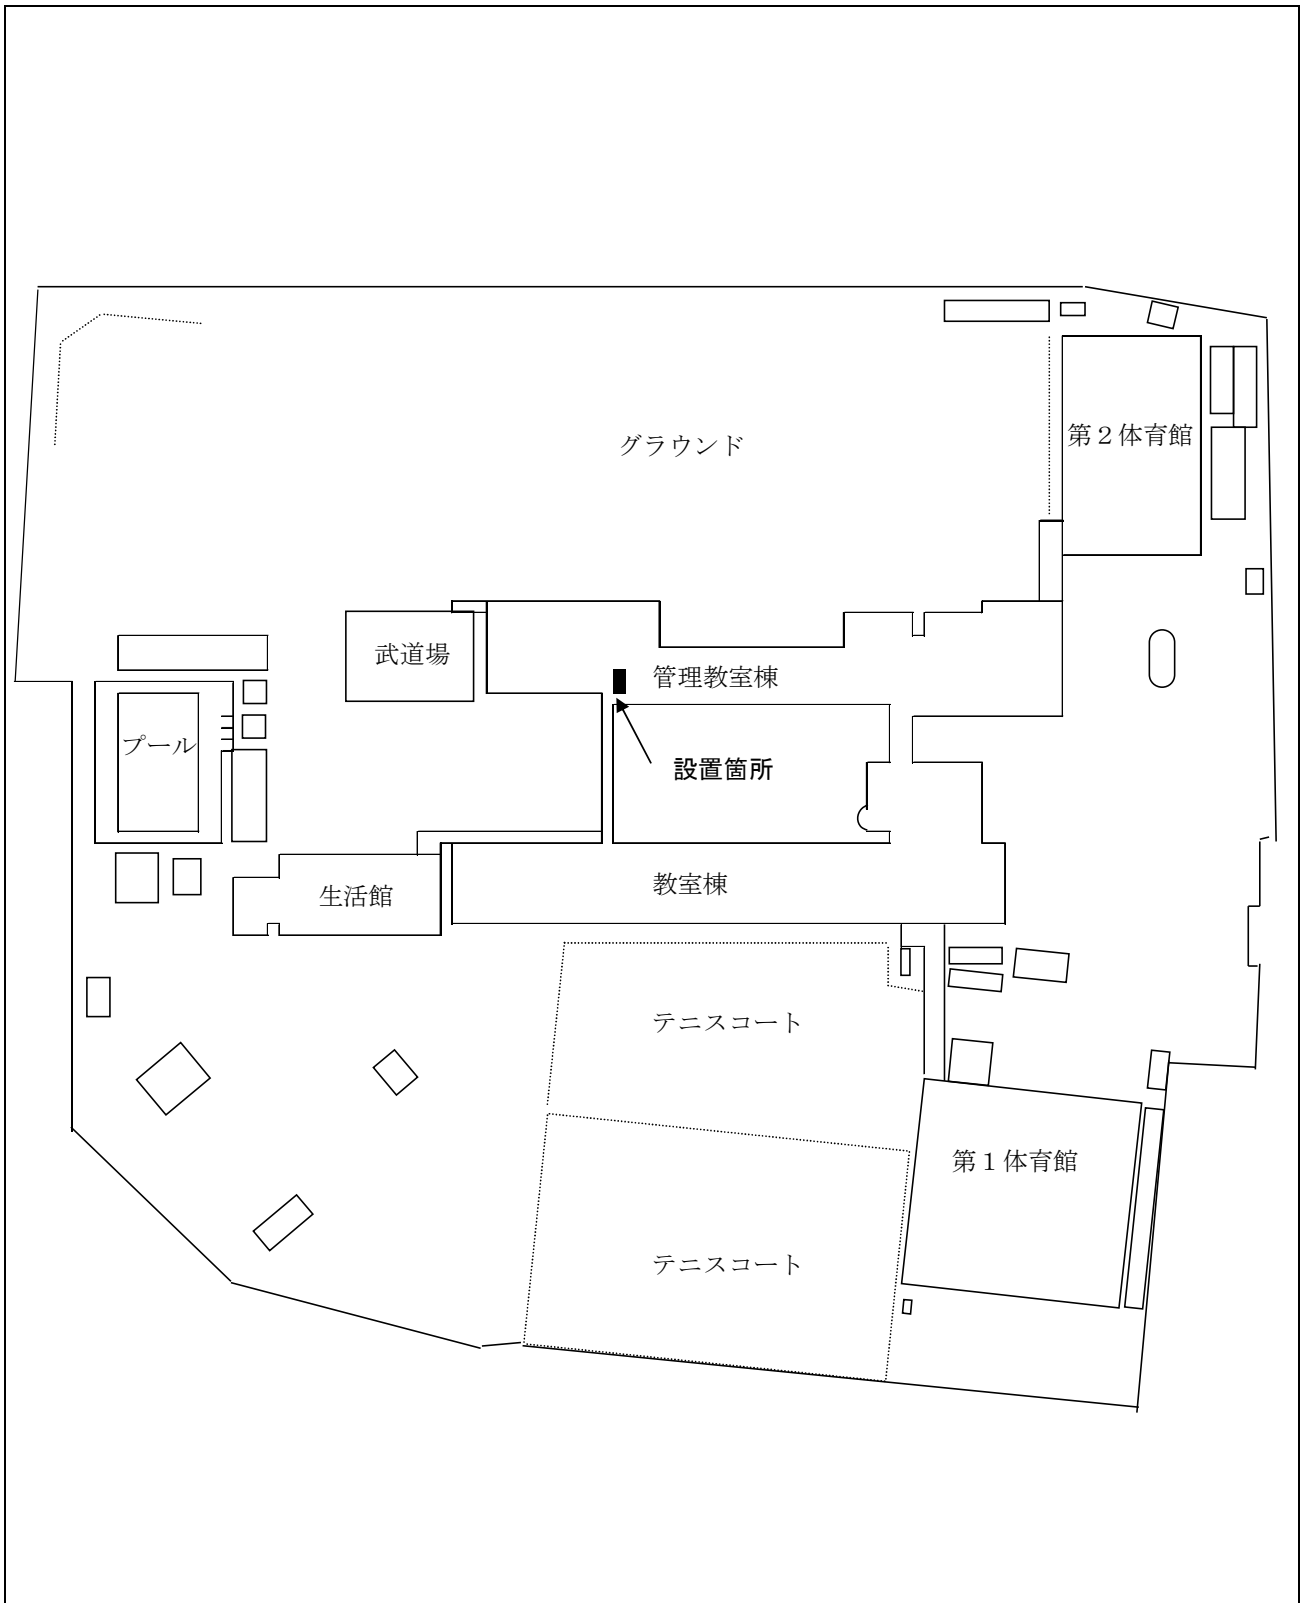 グラウンド
第２体育館
武道場
管理教室棟
プール
設置箇所
教室棟
生活館
テニスコート
第１体育館
テニスコート